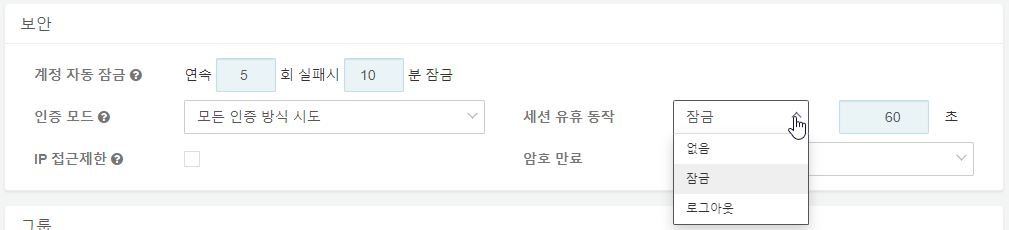 보안
계정 자동 잠금 연속 5 회 실패시 10 분 잠금
인증 모드 모든 인증 방식 시도 세션 유휴 동작 잠금 60 초
없음
IP 접근제한 암호 만료
잠금
로그아웃
그룹